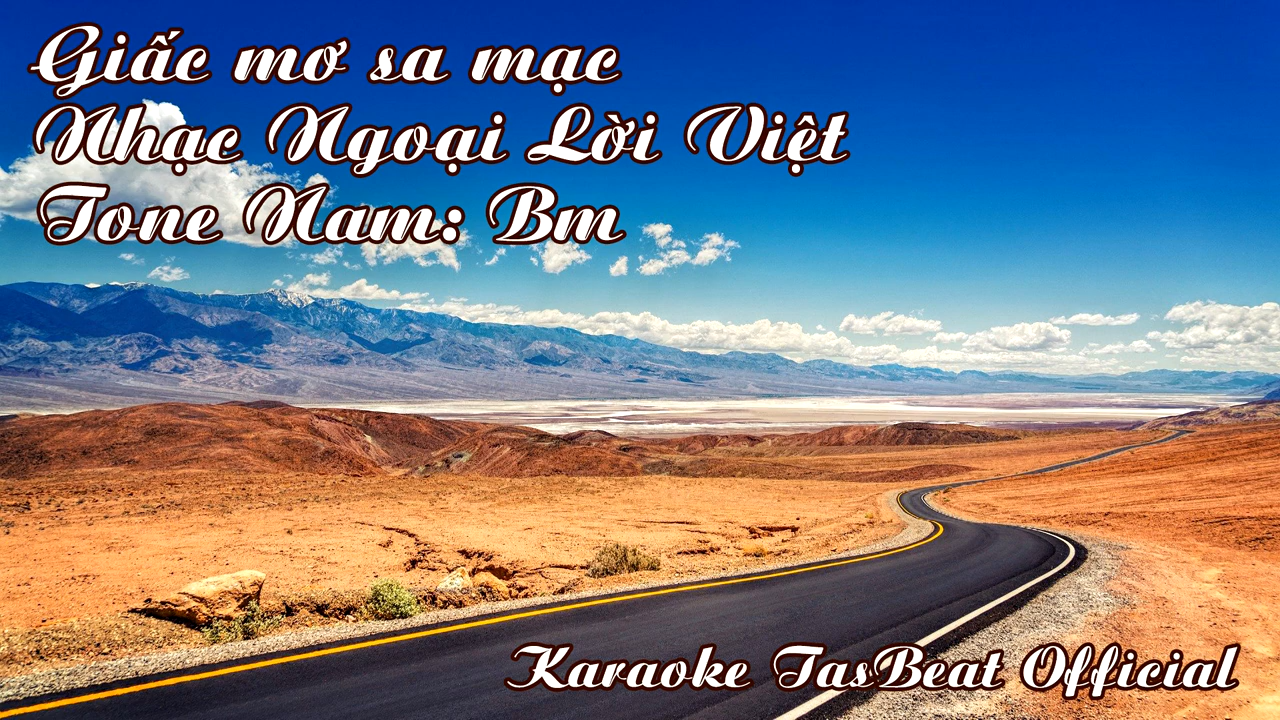 Giấc mơ sa mạc
Nhạc Ngoại Lời Việt
Tone Nam: Bm
Karaoke TasBeat Official